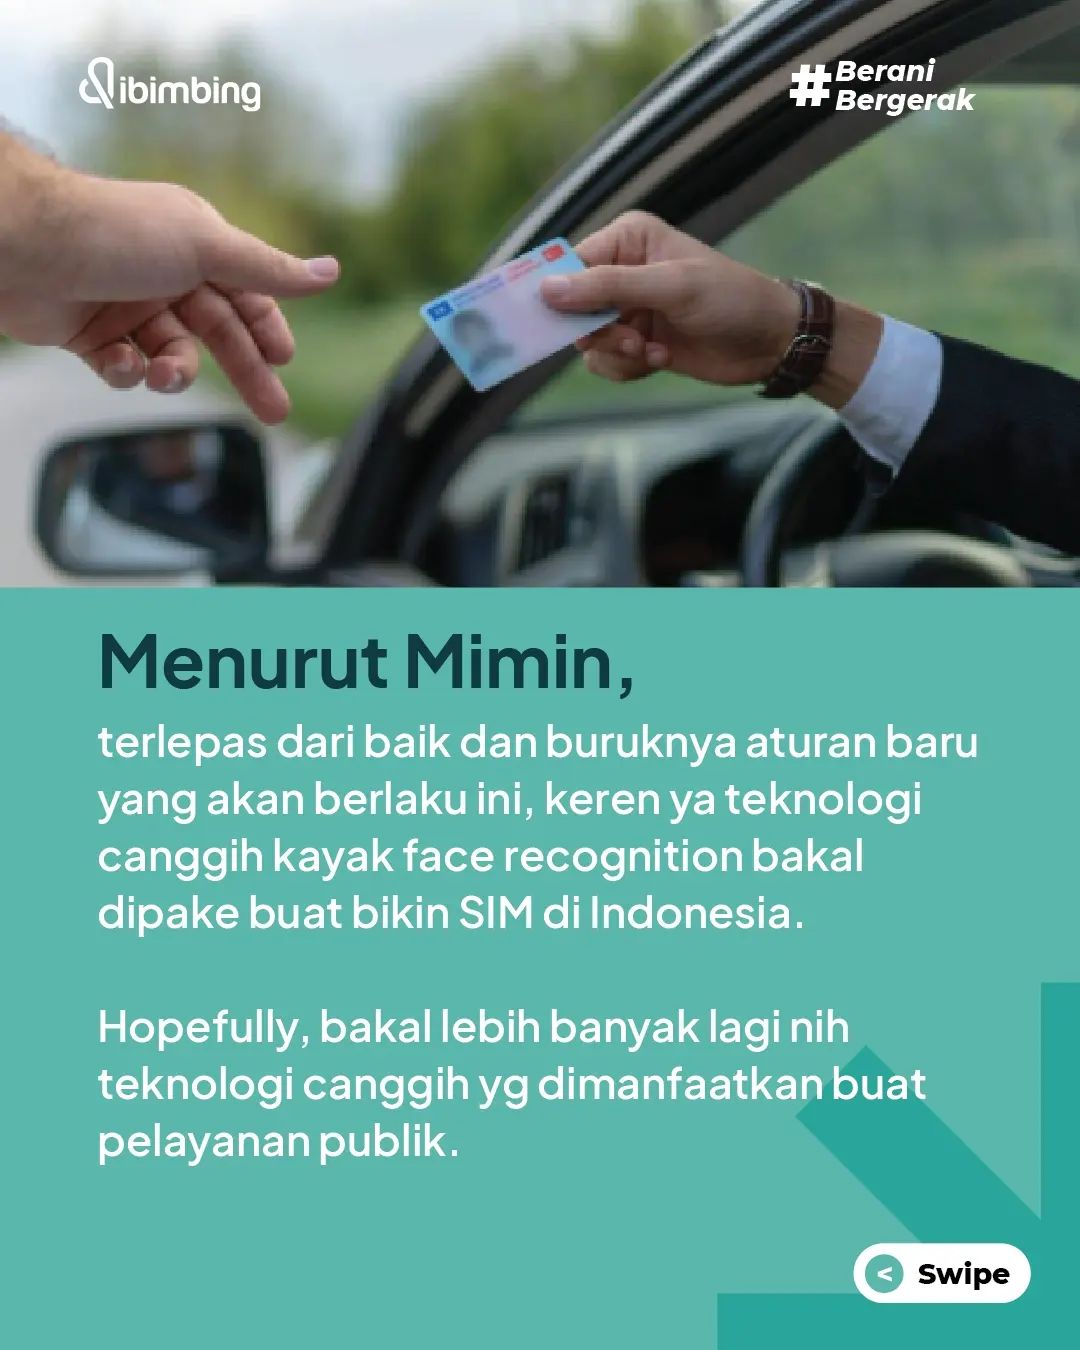 dibimbing
#Berani
Bergerak
Menurut Mimin,
terlepas dari baik dan buruknya aturan baru
yang akan berlaku ini, keren ya teknologi
canggih kayak face recognition bakal
dipake buat bikin SIM di Indonesia.
Hopefully, bakal lebih banyak lagi nih
teknologi canggih yg dimanfaatkan buat
pelayanan publik.
< Swipe